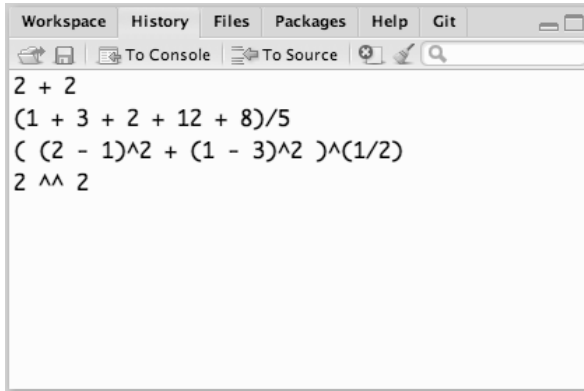 Workspace History Files Packages Help Git
To Console To Source
2 + 2
(1 + 3 + 2 + 12 + 8)/5
( (2 - 1)^2 + (1 - 3)^2 )^(1/2)
2 ^^ 2